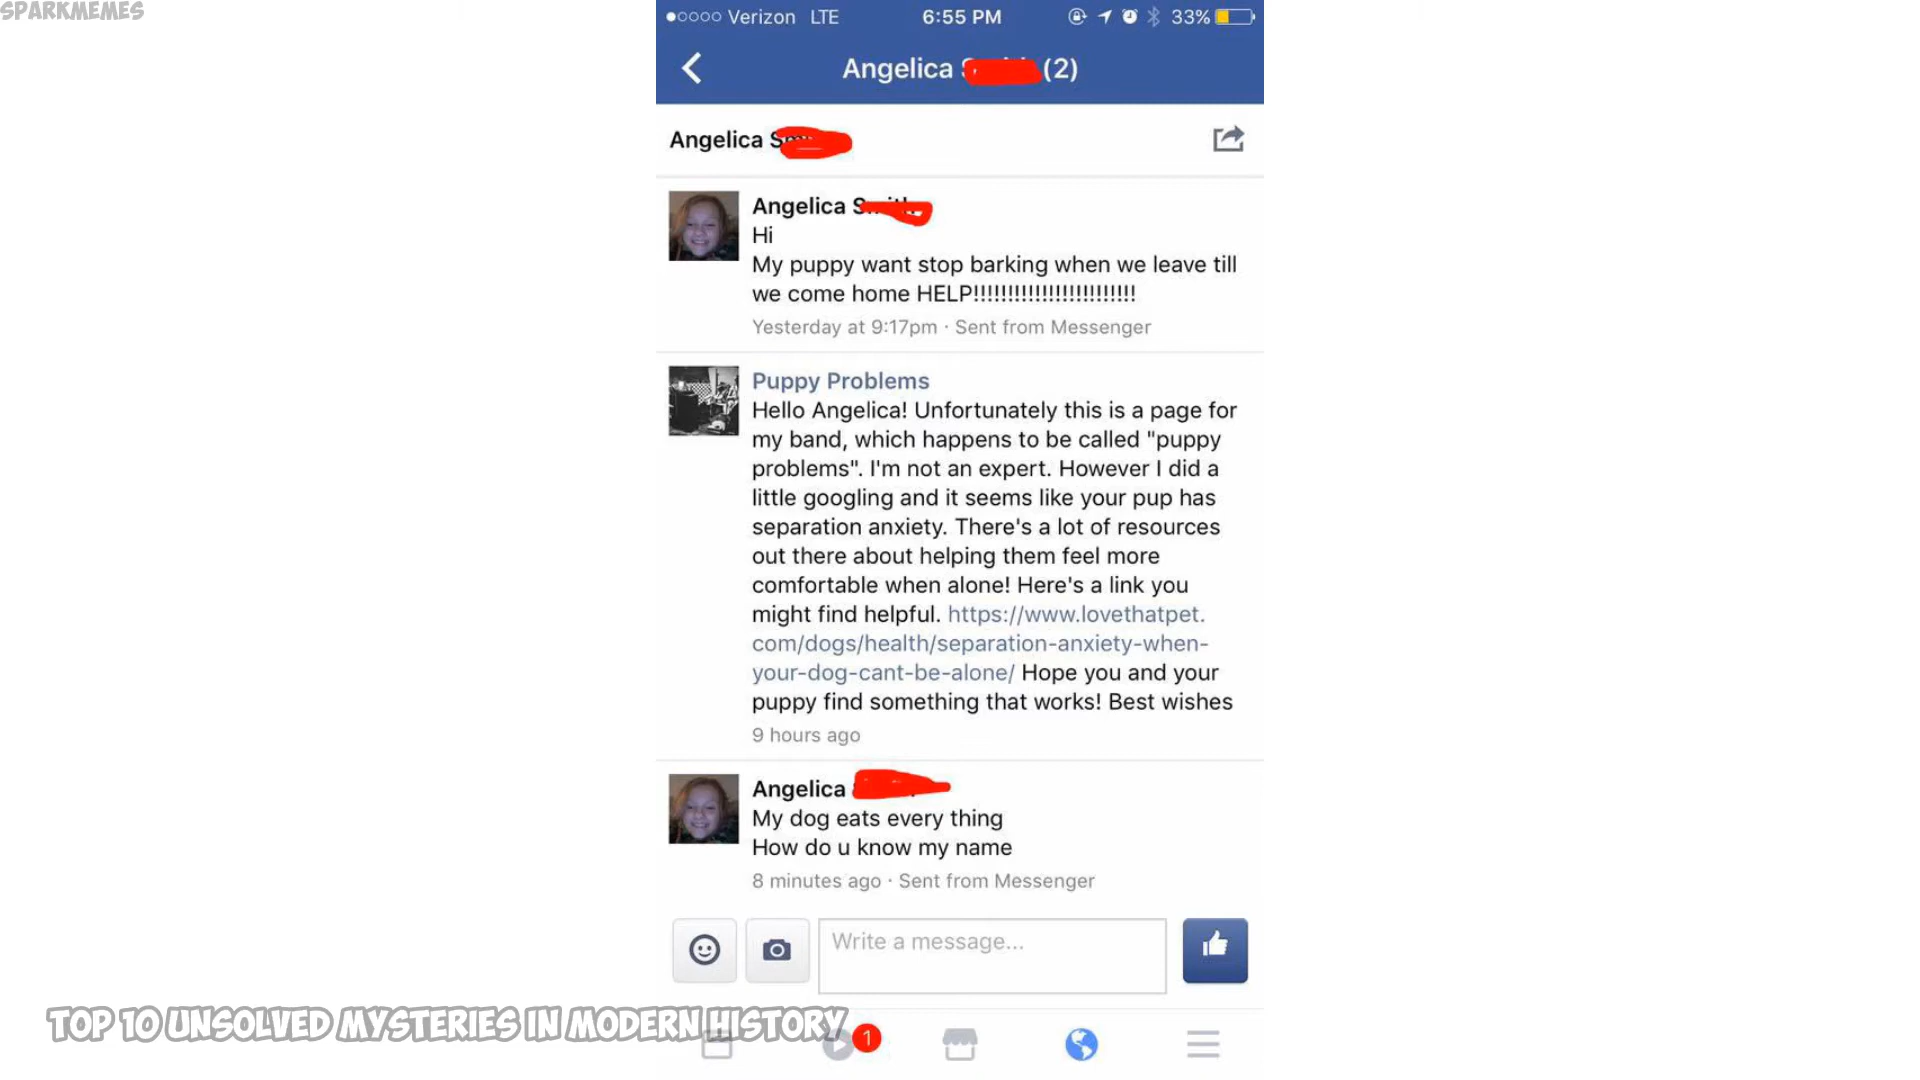 SPARKMEMES
Verizon LTE 6:55 PM 33%
Angelica (2)
Angelica
Angelica
Hi
My puppy want stop barking when we leave till
we come home HELP!!!!!!!!!!!!!!!!!!!!!!!!
Yesterday at 9:17pm · Sent from Messenger
Puppy Problems
Hello Angelica! Unfortunately this is a page for
my band, which happens to be called "puppy
problems". I'm not an expert. However I did a
little googling and it seems like your pup has
separation anxiety. There's a lot of resources
out there about helping them feel more
comfortable when alone! Here's a link you
might find helpful. https://www.lovethatpet.
com/dogs/health/separation-anxiety-when-
your-dog-cant-be-alone/ Hope you and your
puppy find something that works! Best wishes
9 hours ago
Angelica
My dog eats every thing
How do u know my name
8 minutes ago · Sent from Messenger
Write a message...
TOP 10 UNSOLVED MYSTERIES IN MODERN HISTORY
1